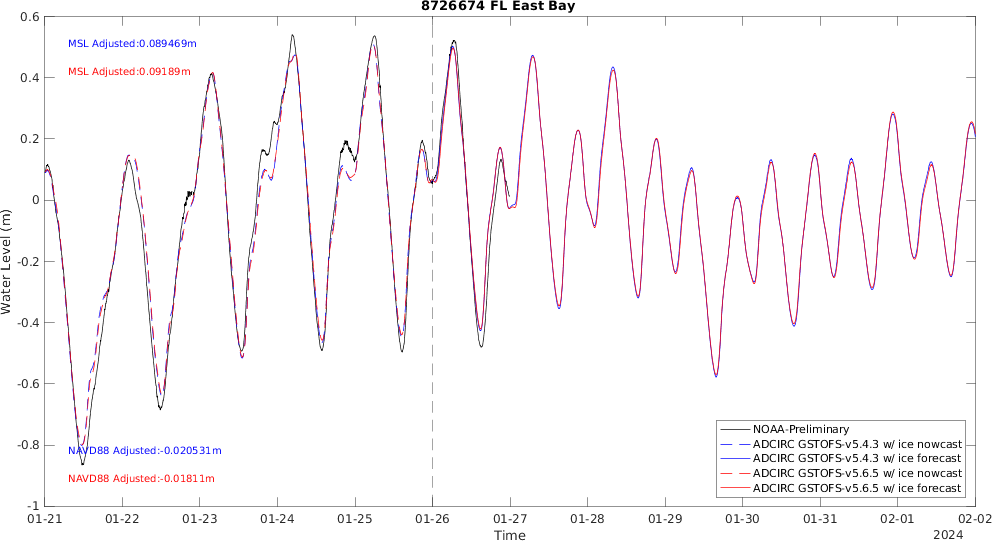 8726674 FL East Bay
0.6
0.4
0.2
0
-0.2
-0.4
-0.6
-0.8
-1
Water Level (m)
MSL Adjusted:0.089469m
MSL Adjusted:0.09189m
NAVD88 Adjusted:-0.020531m
NAVD88 Adjusted:-0.01811m
NOAA-Preliminary
ADCIRC GSTOFS-v5.4.3 w/ ice nowcast
ADCIRC GSTOFS-v5.4.3 w/ ice forecast
ADCIRC GSTOFS-v5.6.5 w/ ice nowcast
ADCIRC GSTOFS-v5.6.5 w/ ice forecast
01-21 01-22 01-23 01-24 01-25 01-26 01-27 01-28 01-29 01-30 01-31 02-01 02-02
Time
2024